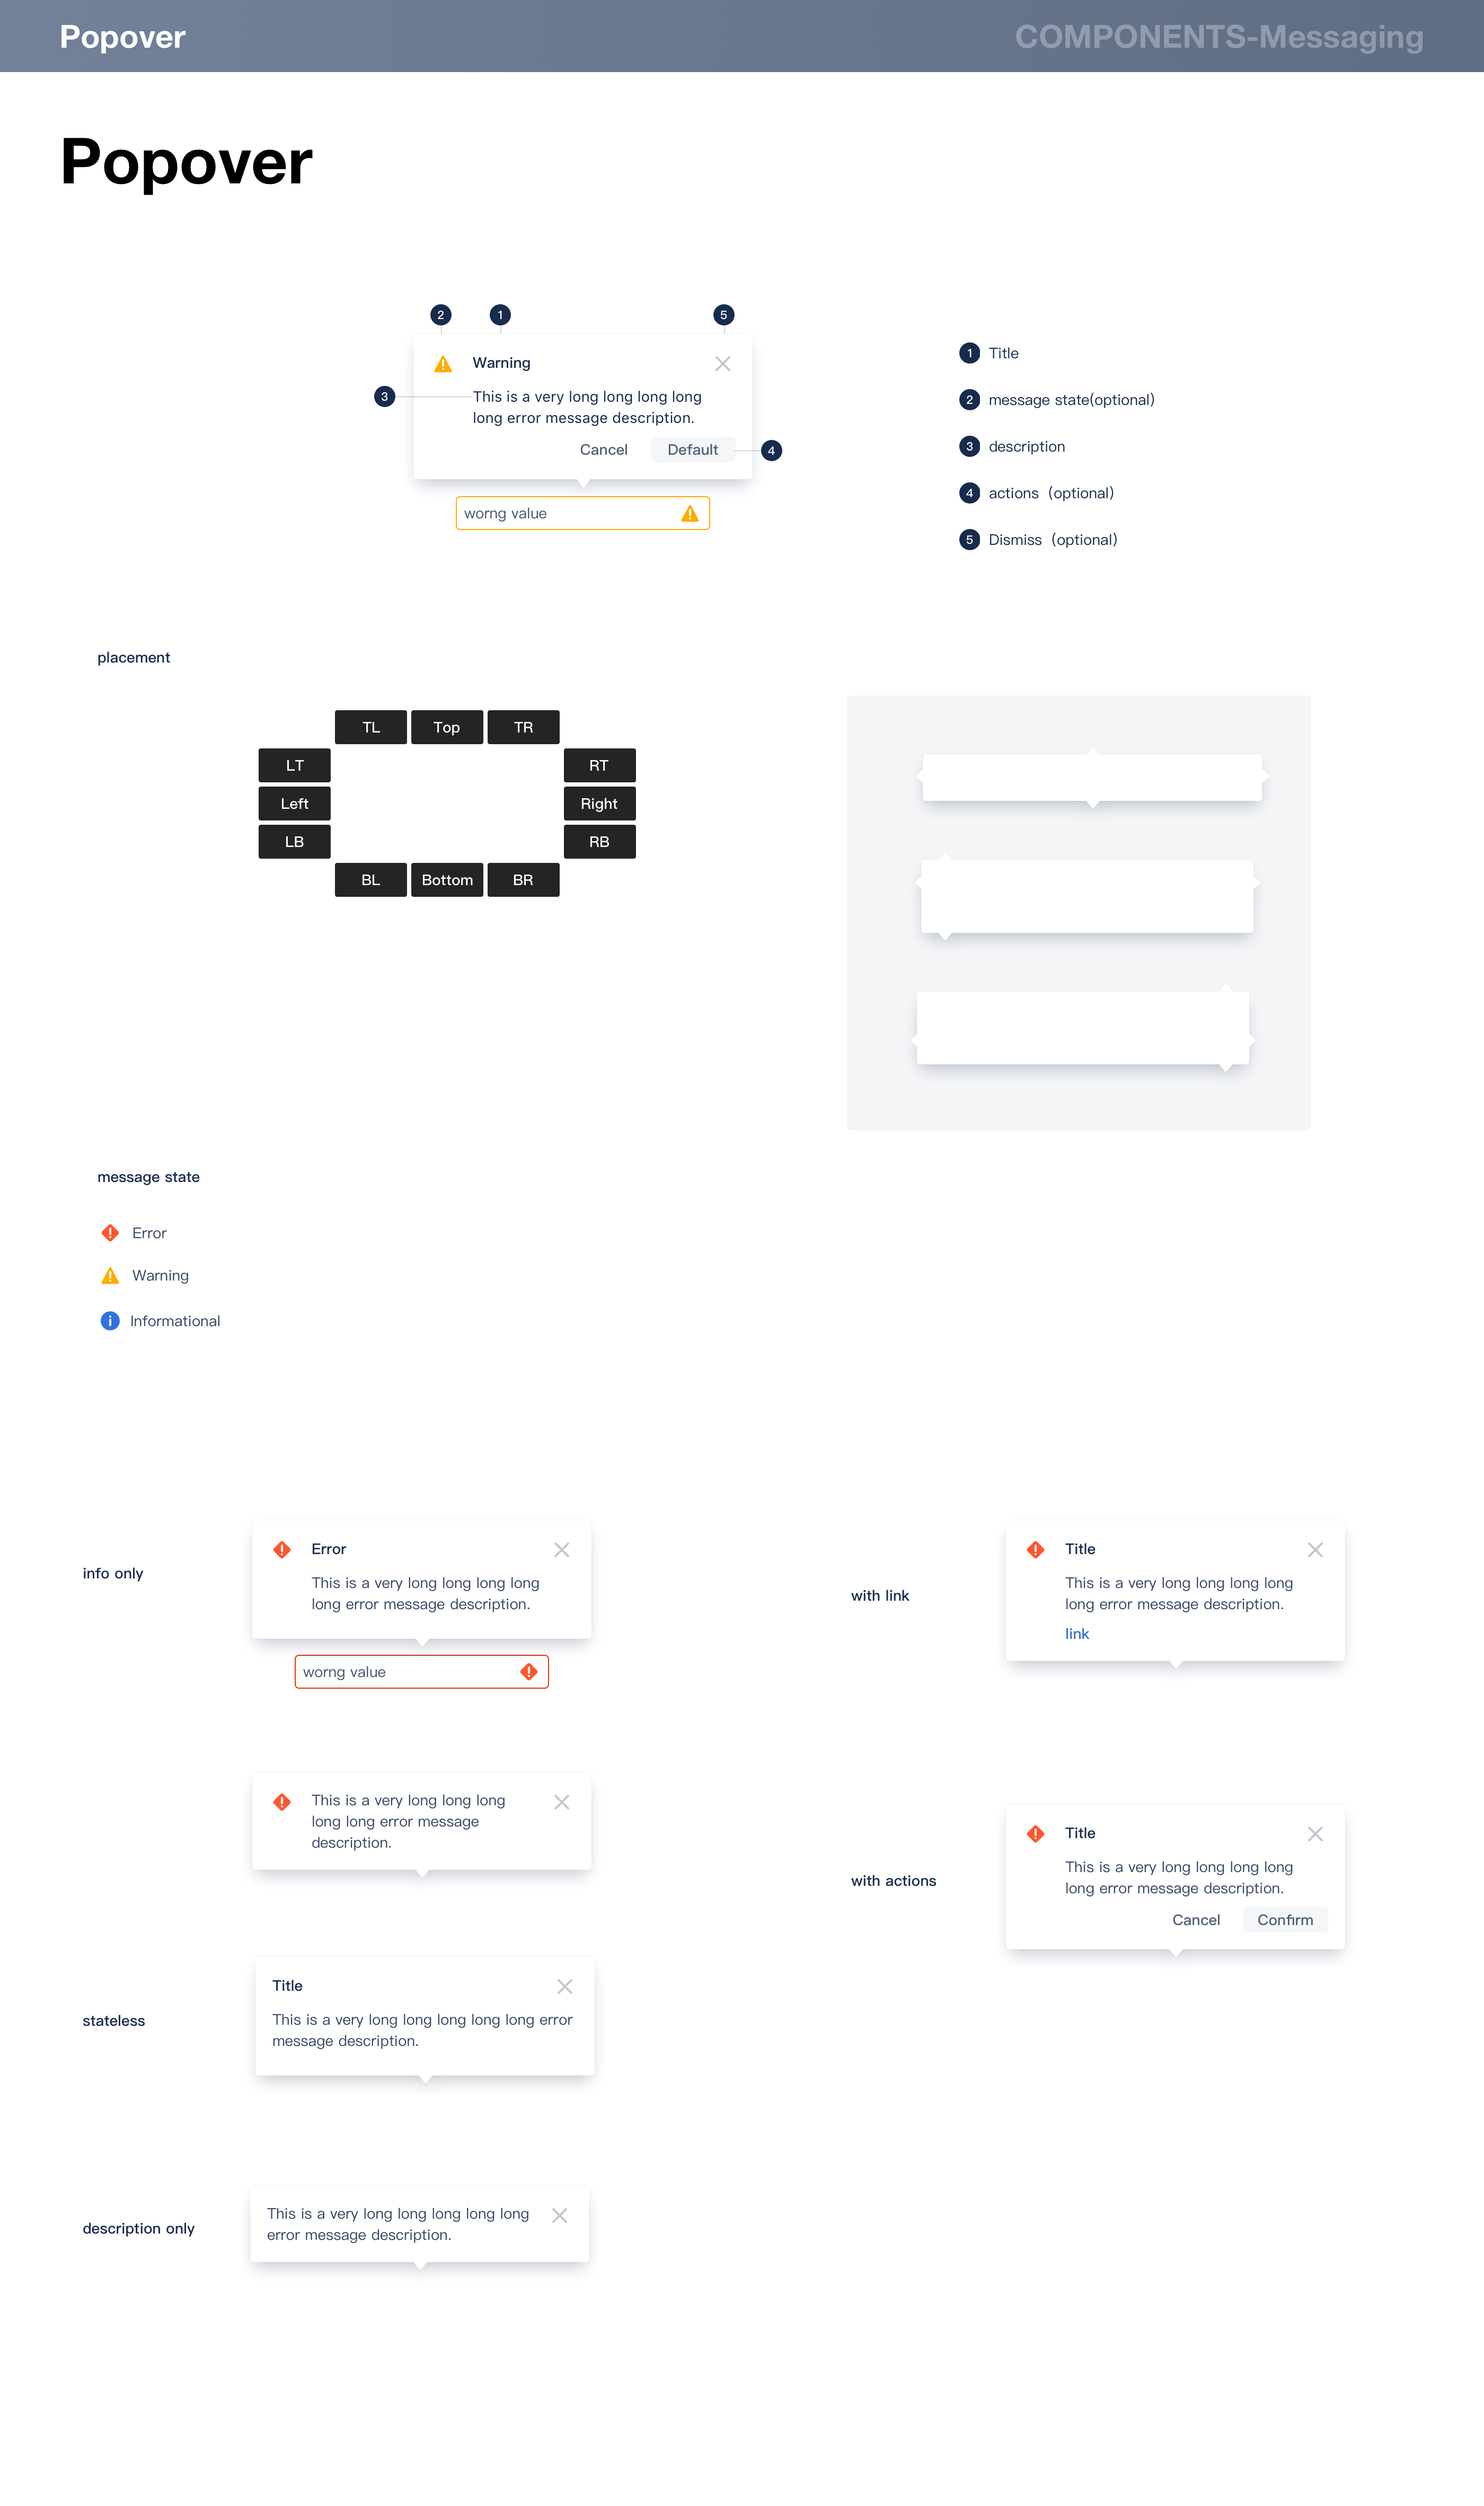 Popover
COMPONENTS-Messaging
Popover
2
1
5
Warning
3
This is a very long long long long
long error message description.
Cancel
Default
4
worng value
1 Title
2 message state(optional)
3 description
4 actions（optional）
5 Dismiss（optional）
placement
TL Top TR
LT RT
Left Right
LB RB
BL Bottom BR
message state
Error
Warning
Informational
info only
Error
This is a very long long long long
long error message description.
worng value
with link
Title
This is a very long long long long
long error message description.
link
This is a very long long long
long long error message
description.
with actions
Title
This is a very long long long long
long error message description.
Cancel
Confirm
stateless
Title
This is a very long long long long long error
message description.
description only
This is a very long long long long long
error message description.